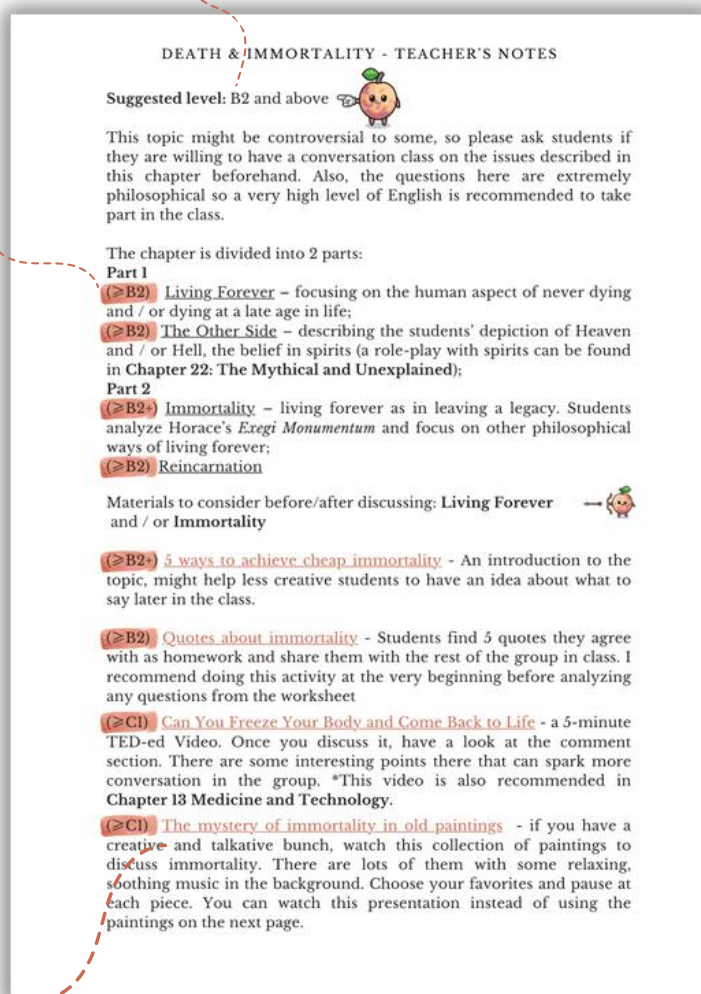 DEATH & IMMORTALITY - TEACHER'S NOTES
Suggested level: B2 and above
This topic might be controversial to some, so please ask students if
they are willing to have a conversation class on the issues described in
this chapter beforehand. Also, the questions here are extremely
philosophical so a very high level of English is recommended to take
part in the class.
The chapter is divided into 2 parts:
Part 1
(≥B2) Living Forever – focusing on the human aspect of never dying
and / or dying at a late age in life;
(≥B2) The Other Side – describing the students' depiction of Heaven
and / or Hell, the belief in spirits (a role-play with spirits can be found
in Chapter 22: The Mythical and Unexplained);
Part 2
(≥B2+) Immortality – living forever as in leaving a legacy. Students
analyze Horace's Exegi Monumentum and focus on other philosophical
ways of living forever;
(≥B2) Reincarnation
Materials to consider before/after discussing: Living Forever
and / or Immortality
(≥B2+) 5 ways to achieve cheap immortality - An introduction to the
topic, might help less creative students to have an idea about what to
say later in the class.
(≥B2) Quotes about immortality - Students find 5 quotes they agree
with as homework and share them with the rest of the group in class. I
recommend doing this activity at the very beginning before analyzing
any questions from the worksheet
(≥C1) Can You Freeze Your Body and Come Back to Life - a 5-minute
TED-ed Video. Once you discuss it, have a look at the comment
section. There are some interesting points there that can spark more
conversation in the group. *This video is also recommended in
Chapter 13 Medicine and Technology.
(≥C1) The mystery of immortality in old paintings - if you have a
creative and talkative bunch, watch this collection of paintings to
discuss immortality. There are lots of them with some relaxing,
soothing music in the background. Choose your favorites and pause at
each piece. You can watch this presentation instead of using the
paintings on the next page.